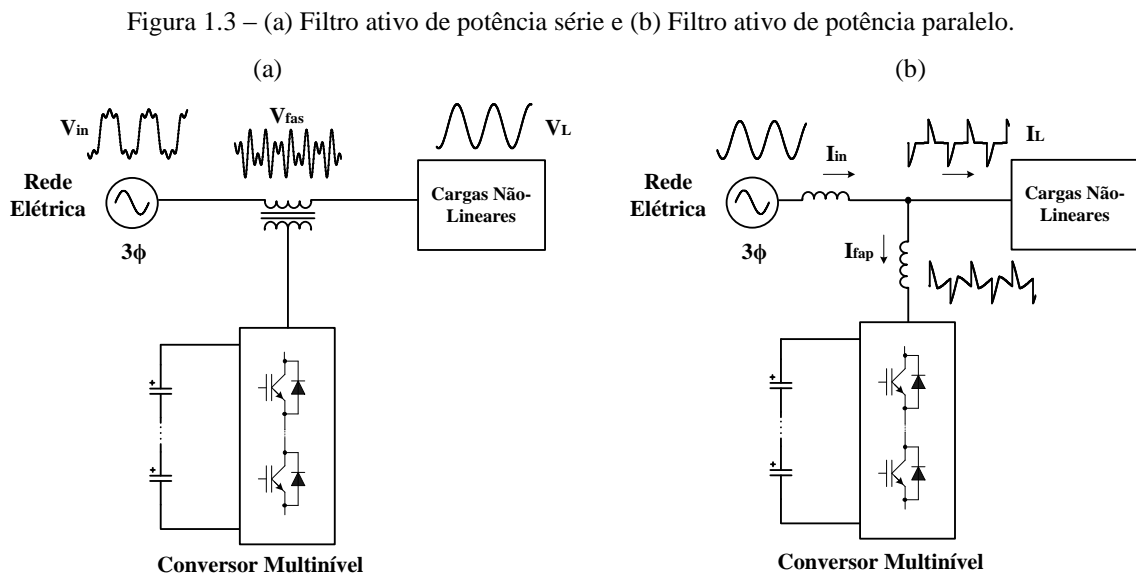 Figura 1.3 – (a) Filtro ativo de potência série e (b) Filtro ativo de potência paralelo.
(a)
Vin
Vfas
VL
Rede
Elétrica
3ϕ
Cargas Não-
Lineares
+
+
Conversor Multinível
(b)
Iin
IL
Rede
Elétrica
3ϕ
Cargas Não-
Lineares
Ifap
+
+
Conversor Multinível